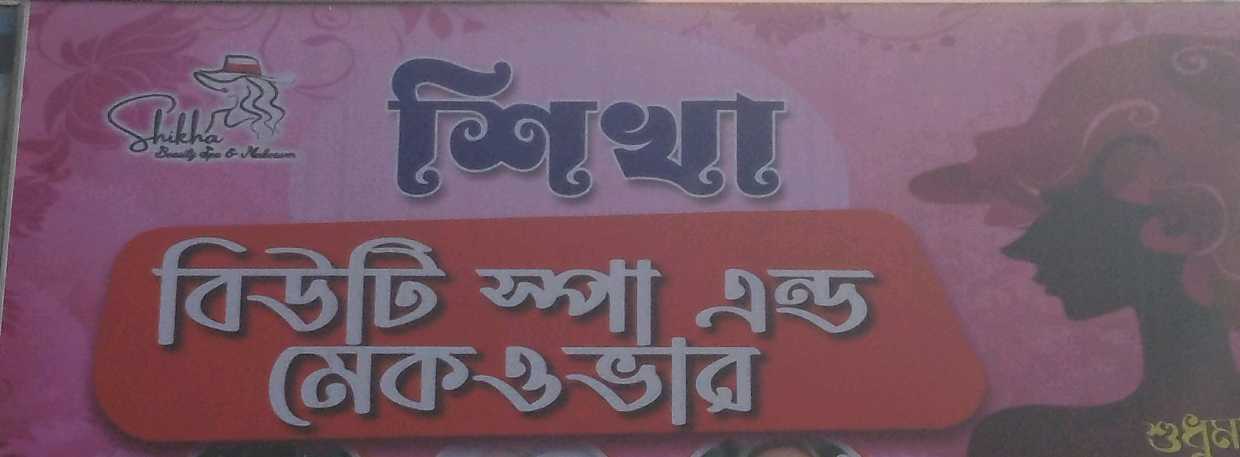 Shikha
Beauty Spa & Makeover
শিখা
বিউটি স্পা এন্ড
মেকওভার
শুধুমা